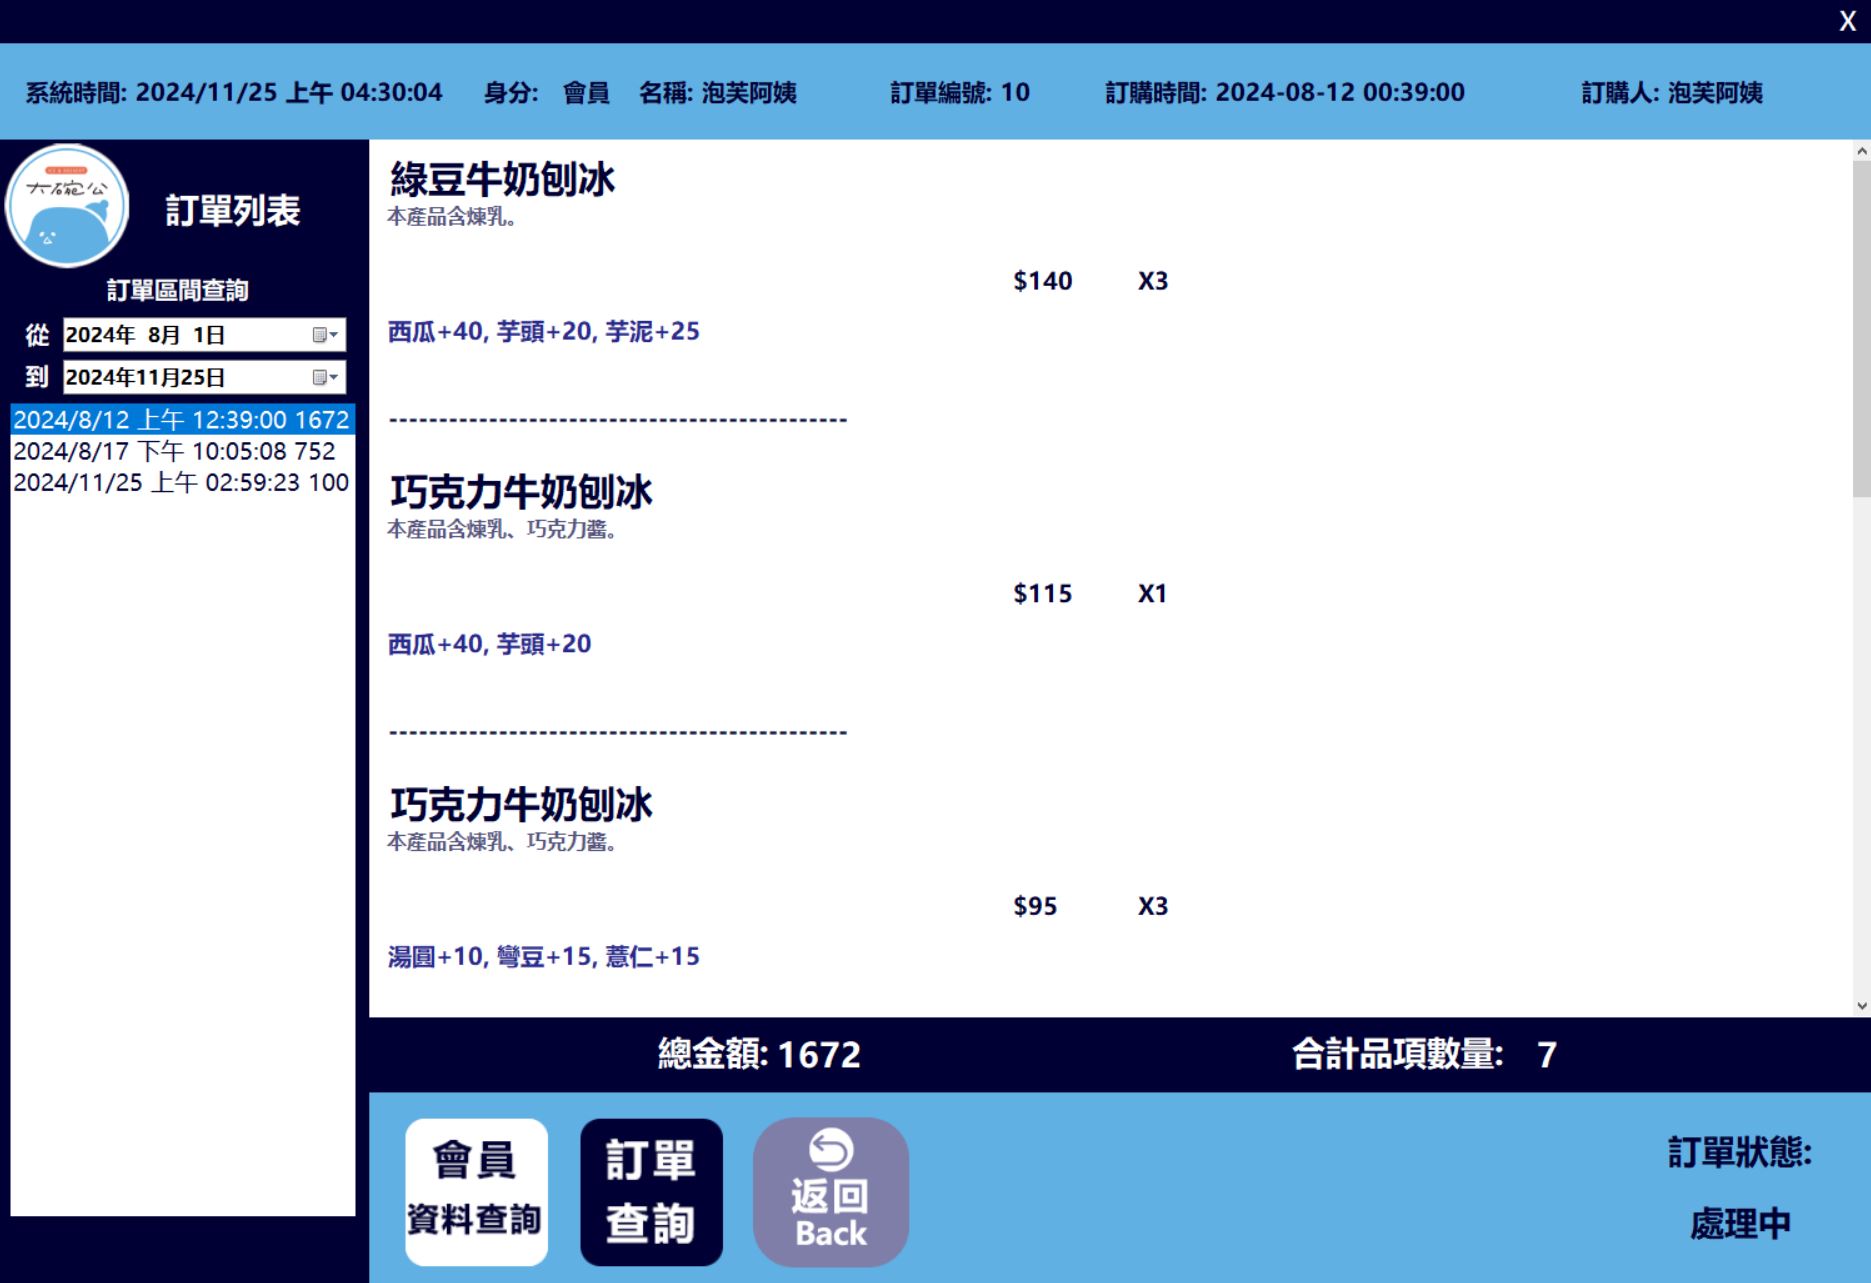 X
系統時間: 2024/11/25 上午 04:30:04 身分: 會員 名稱: 泡芙阿姨 訂單編號: 10 訂購時間: 2024-08-12 00:39:00 訂購人: 泡芙阿姨
大碗公
訂單列表
訂單區間查詢
從 2024年 8月 1日
到 2024年11月25日
2024/8/12 上午 12:39:00 1672
2024/8/17 下午 10:05:08 752
2024/11/25 上午 02:59:23 100
綠豆牛奶刨冰
本產品含煉乳。
$140 X3
西瓜+40, 芋頭+20, 芋泥+25
----------------------------------------------
巧克力牛奶刨冰
本產品含煉乳、巧克力醬。
$115 X1
西瓜+40, 芋頭+20
----------------------------------------------
巧克力牛奶刨冰
本產品含煉乳、巧克力醬。
$95 X3
湯圓+10, 彎豆+15, 薏仁+15
總金額: 1672 合計品項數量: 7
會員
資料查詢
訂單
查詢
返回
Back
訂單狀態:
處理中